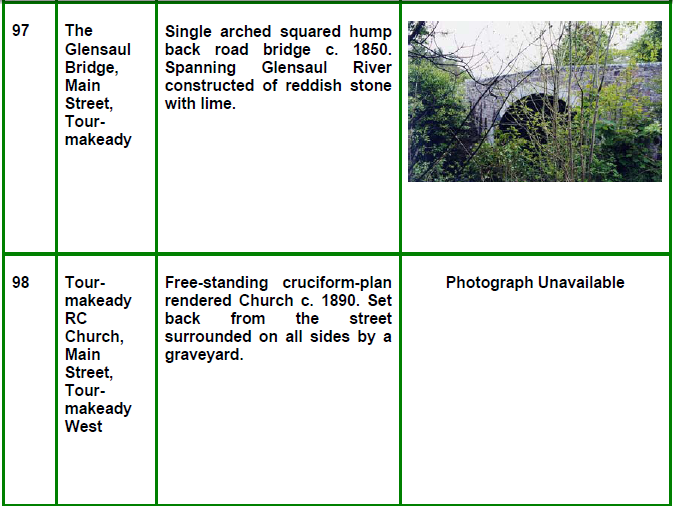 97
The
Glensaul
Bridge,
Main
Street,
Tour-
makeady
Single arched squared hump
back road bridge c. 1850.
Spanning Glensaul River
constructed of reddish stone
with lime.
98
Tour-
makeady
RC
Church,
Main
Street,
Tour-
makeady
West
Free-standing cruciform-plan
rendered Church c. 1890. Set
back from the street
surrounded on all sides by a
graveyard.
Photograph Unavailable